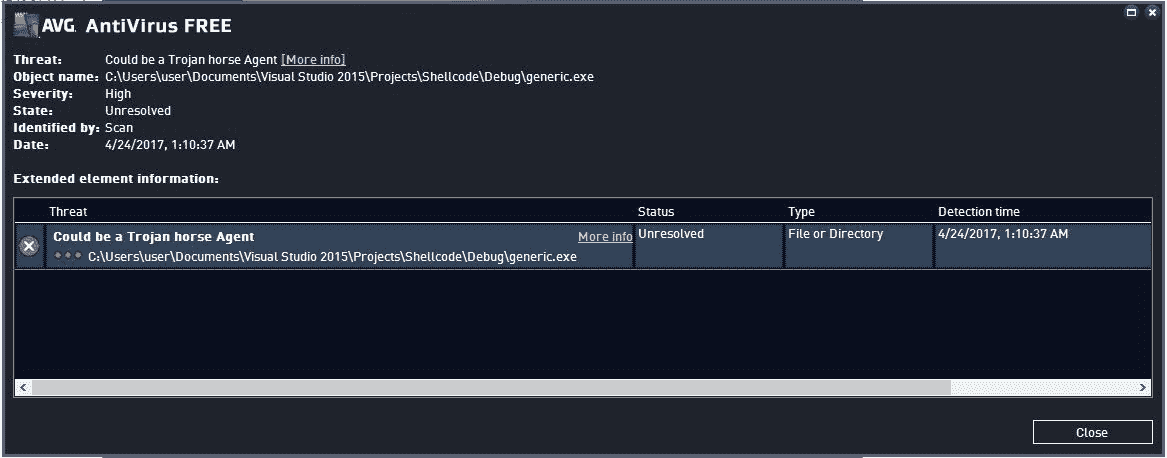 AVG. AntiVirus FREE
Threat: Could be a Trojan horse Agent [More info]
Object name: C:\Users\user\Documents\Visual Studio 2015\Projects\Shellcode\Debug\generic.exe
Severity: High
State: Unresolved
Identified by: Scan
Date: 4/24/2017, 1:10:37 AM
Extended element information:
Threat Status Type Detection time
Could be a Trojan horse Agent More info Unresolved File or Directory 4/24/2017, 1:10:37 AM
C:\Users\user\Documents\Visual Studio 2015\Projects\Shellcode\Debug\generic.exe
Close